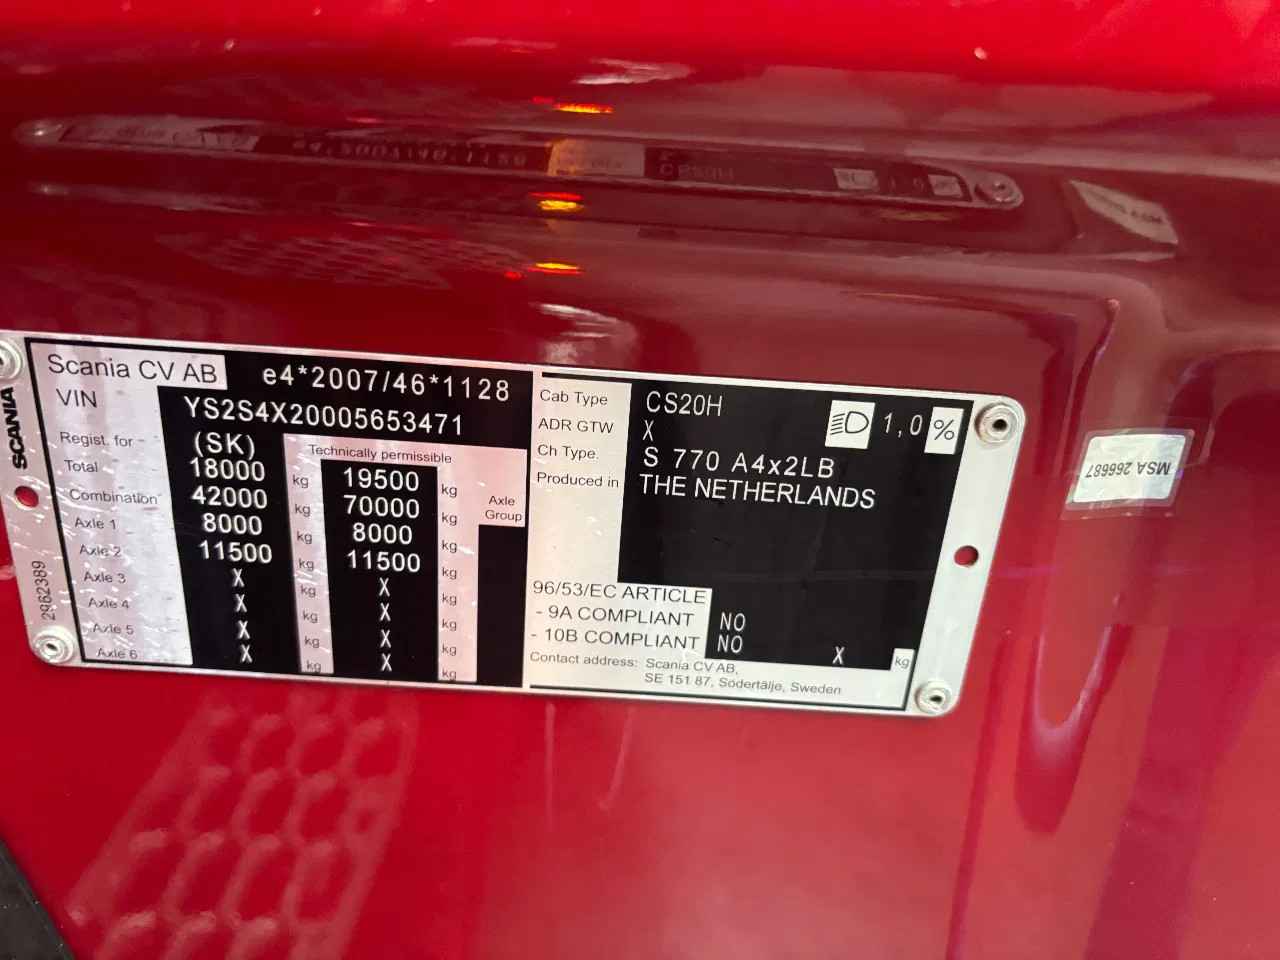 Scania CV AB e4*2007/46*1128
VIN YS2S4X20005653471
Regist. for (SK) Technically permissible
Total 18000 kg 19500 kg
Combination 42000 kg 70000 kg Axle Group
Axle 1 8000 kg 8000 kg
Axle 2 11500 kg 11500 kg
Axle 3 X kg X kg
Axle 4 X kg X kg
Axle 5 X kg X kg
Axle 6 X kg X kg
Cab Type CS20H 1,0 %
ADR GTW X
Ch Type. S 770 A4x2LB
Produced in THE NETHERLANDS
96/53/EC ARTICLE
- 9A COMPLIANT NO
- 10B COMPLIANT NO X kg
Contact address: Scania CV AB,
SE 151 87, Södertälje, Sweden
SCANIA
2962389
MSA 266687